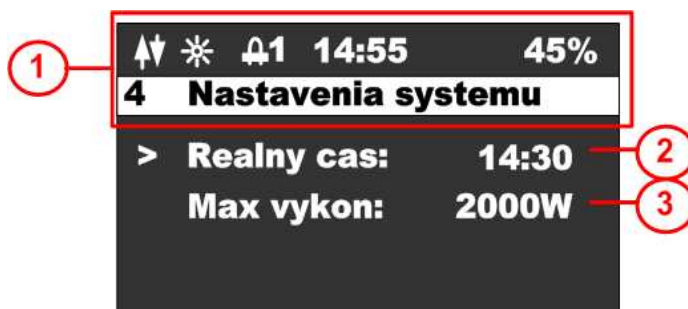 1 14:55 45%
4 Nastavenia systemu
> Realny cas: 14:30
Max vykon: 2000W
1
2
3